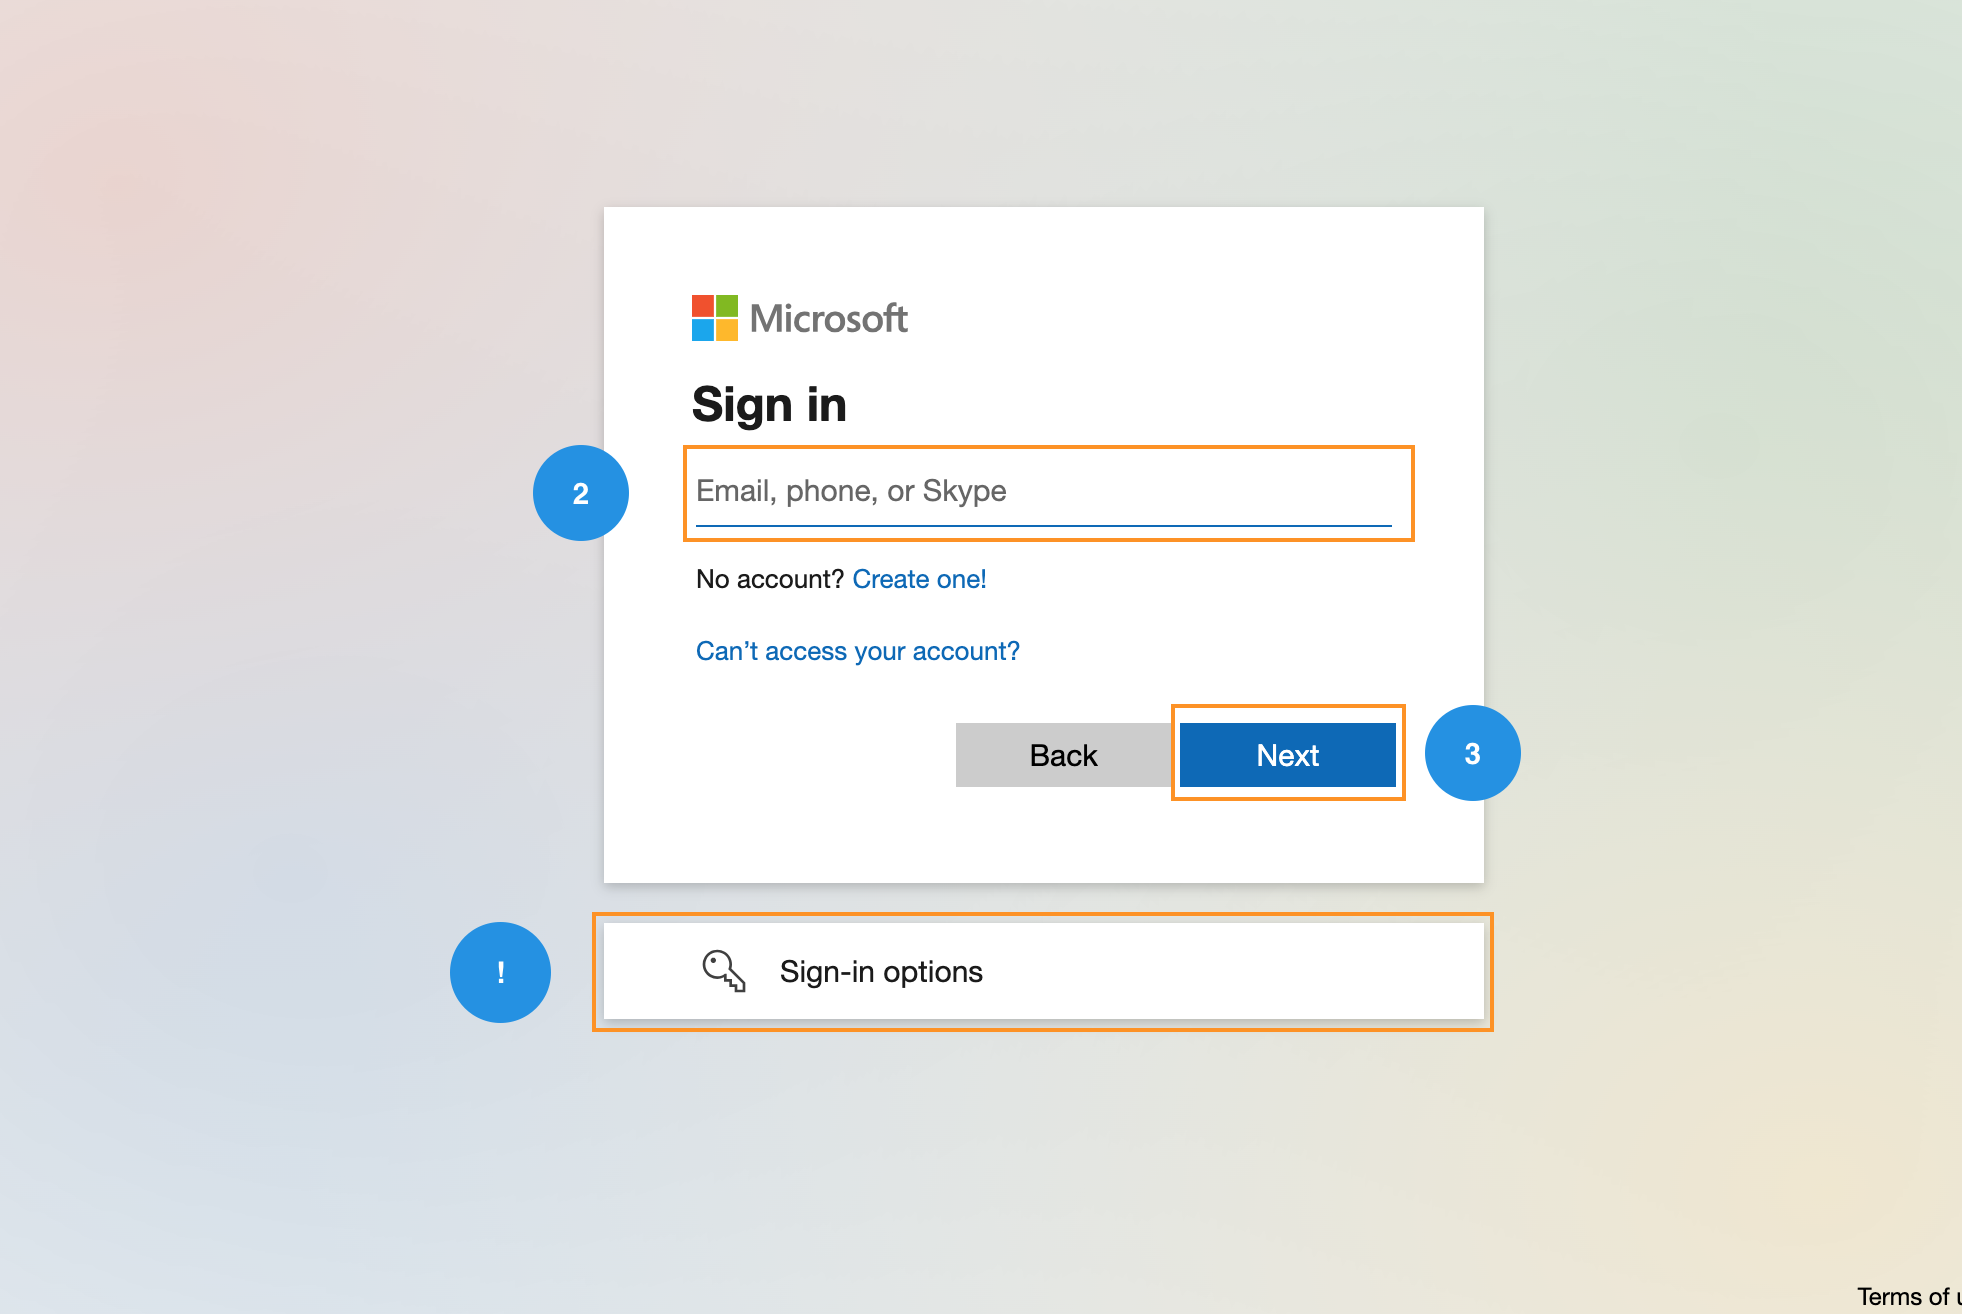 Microsoft
Sign in
2
Email, phone, or Skype
No account? Create one!
Can’t access your account?
Back
Next
3
!
Sign-in options
Terms of